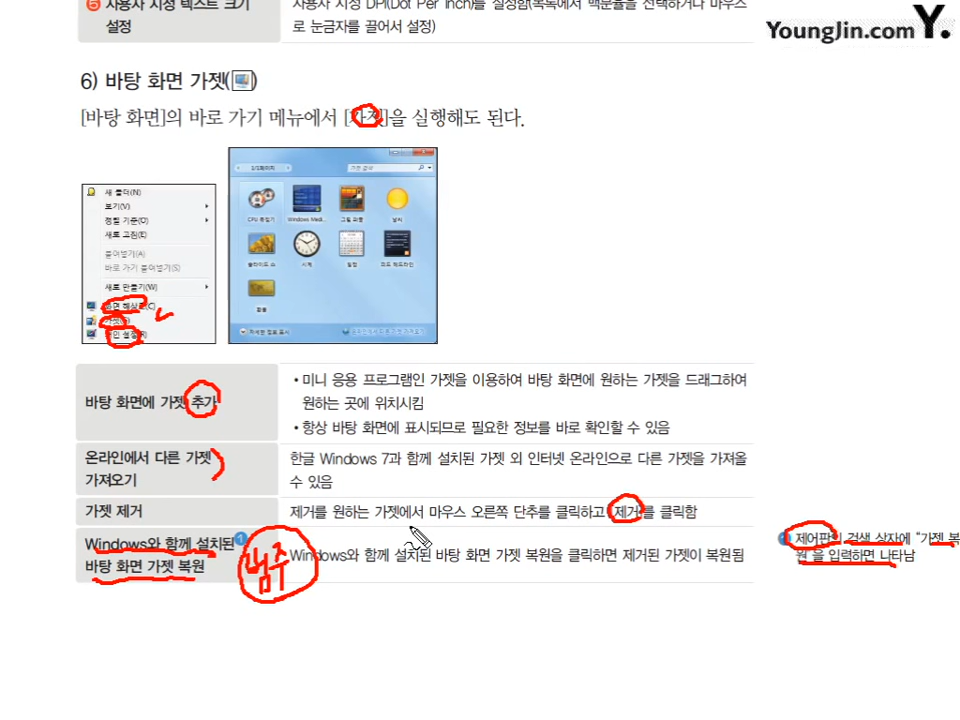 ⑤ 사용자 지정 텍스트 크기 설정
사용자 지정 DPI(Dot Per Inch)를 설정함(목록에서 백분율을 선택하거나 마우스
로 눈금자를 끌어서 설정)
YoungJin.com Y.
6) 바탕 화면 가젯( )
[바탕 화면]의 바로 가기 메뉴에서 [가젯]을 실행해도 된다.
새 폴더(N)
보기(V)
정렬 기준(O)
새로 고침(E)
붙여넣기(A)
바로 가기 붙여넣기(S)
새로 만들기(W)
화면 해상도(C)
가젯(G)
개인 설정(R)
1/1페이지
가젯 검색
CPU 측정기
Windows Medi...
그림 퍼즐
날씨
슬라이드 쇼
시계
일정
피드 헤드라인
환율
자세한 정보 표시
온라인에서 다른 가젯 가져오기
바탕 화면에 가젯 추가
•미니 응용 프로그램인 가젯을 이용하여 바탕 화면에 원하는 가젯을 드래그하여
원하는 곳에 위치시킴
•항상 바탕 화면에 표시되므로 필요한 정보를 바로 확인할 수 있음
온라인에서 다른 가젯
가져오기
한글 Windows 7과 함께 설치된 가젯 외 인터넷 온라인으로 다른 가젯을 가져올
수 있음
가젯 제거
제거를 원하는 가젯에서 마우스 오른쪽 단추를 클릭하고 [제거]를 클릭함
Windows와 함께 설치된①
바탕 화면 가젯 복원
범주
Windows와 함께 설치된 바탕 화면 가젯 복원을 클릭하면 제거된 가젯이 복원됨
① 제어판의 검색 상자에 "가젯 복
원"을 입력하면 나타남